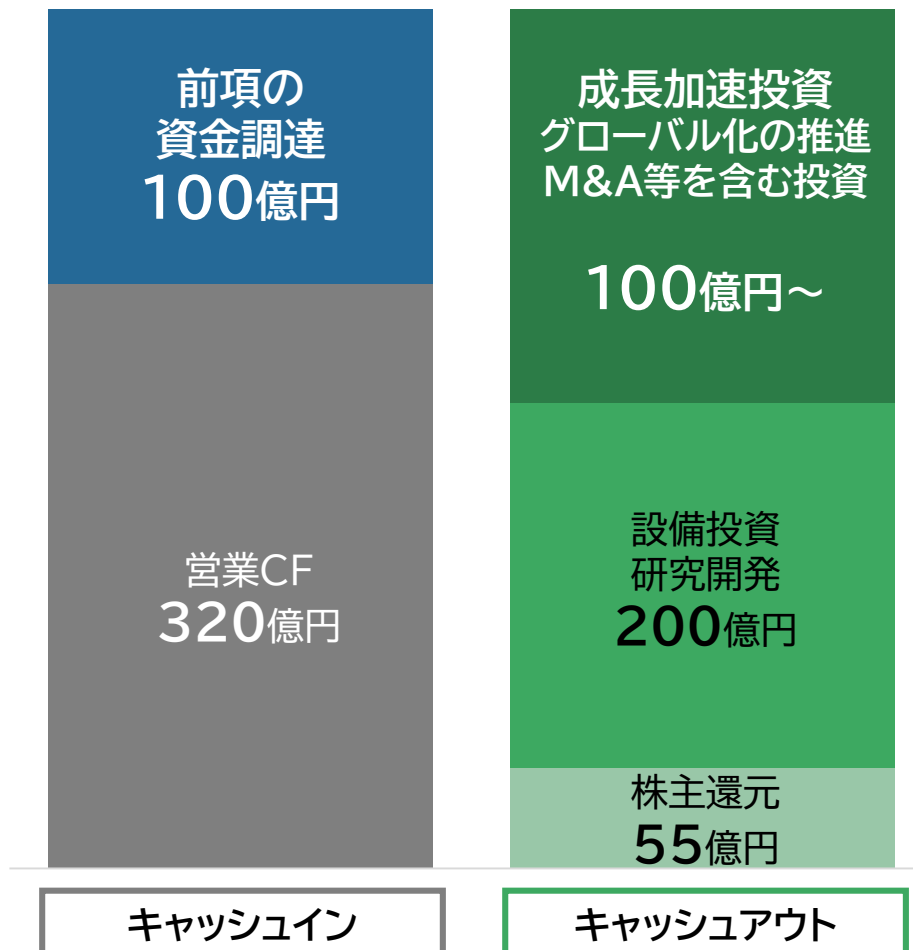 前項の
資金調達
100億円
営業CF
320億円
キャッシュイン
成長加速投資
グローバル化の推進
M&A等を含む投資
100億円～
設備投資
研究開発
200億円
株主還元
55億円
キャッシュアウト